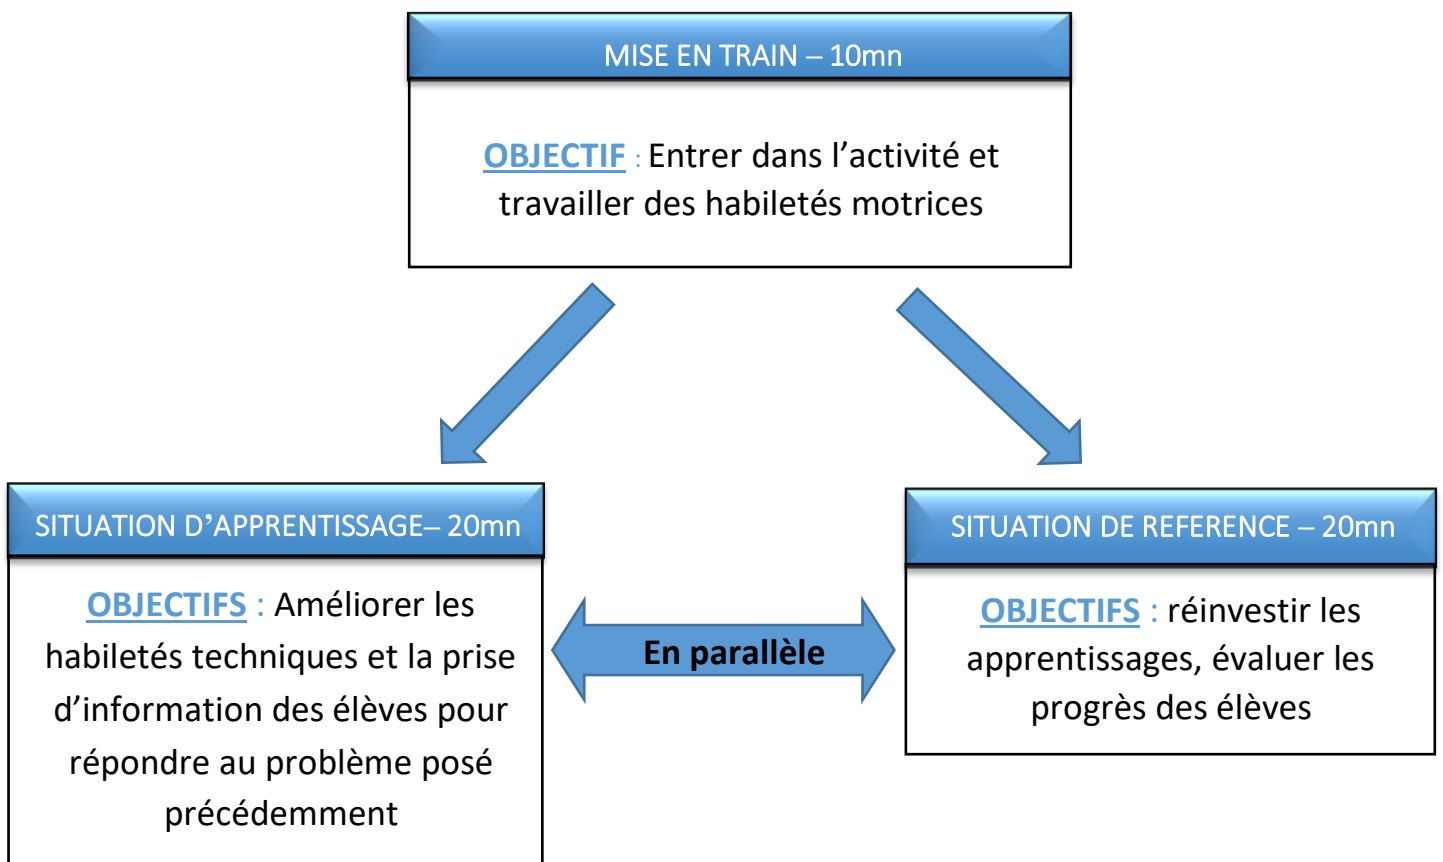 MISE EN TRAIN – 10mn
OBJECTIF : Entrer dans l’activité et
travailler des habiletés motrices
SITUATION D’APPRENTISSAGE– 20mn
OBJECTIFS : Améliorer les
habiletés techniques et la prise
d’information des élèves pour
répondre au problème posé
précédemment
En parallèle
SITUATION DE REFERENCE – 20mn
OBJECTIFS : réinvestir les
apprentissages, évaluer les
progrès des élèves